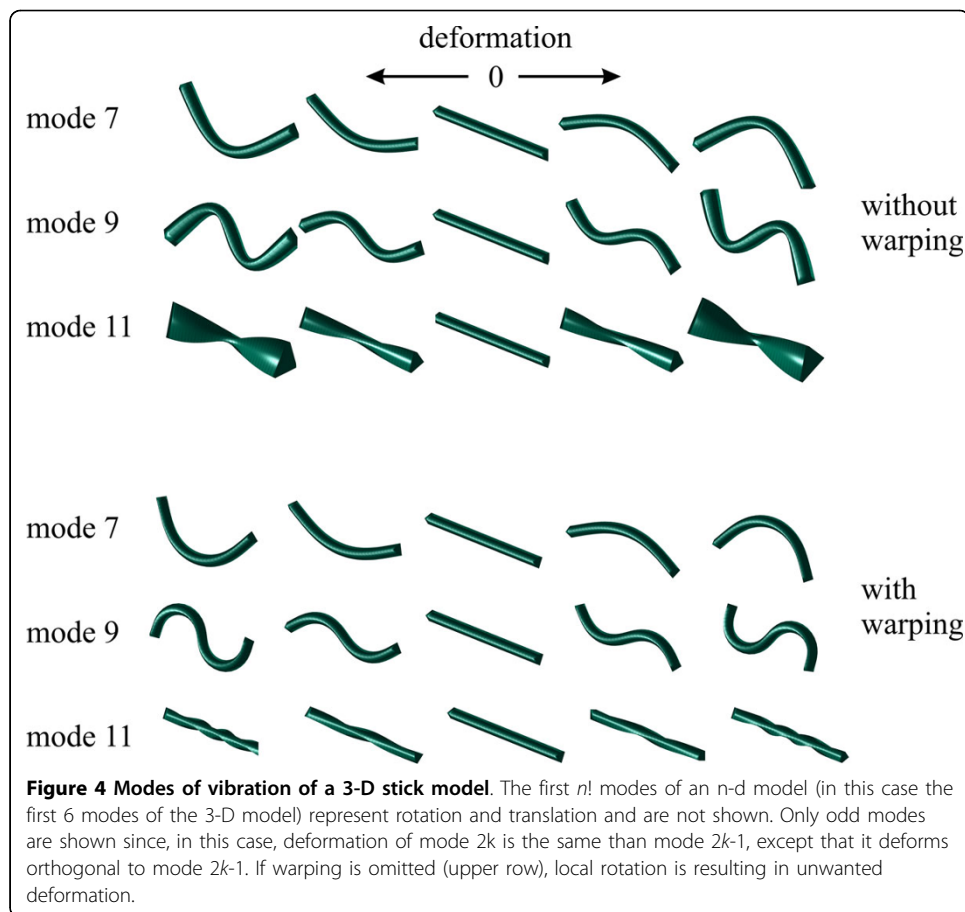 deformation
0
mode 7
mode 9
without
warping
mode 11
mode 7
with
warping
mode 9
mode 11
Figure 4 Modes of vibration of a 3-D stick model. The first n! modes of an n-d model (in this case the
first 6 modes of the 3-D model) represent rotation and translation and are not shown. Only odd modes
are shown since, in this case, deformation of mode 2k is the same than mode 2k-1, except that it deforms
orthogonal to mode 2k-1. If warping is omitted (upper row), local rotation is resulting in unwanted
deformation.